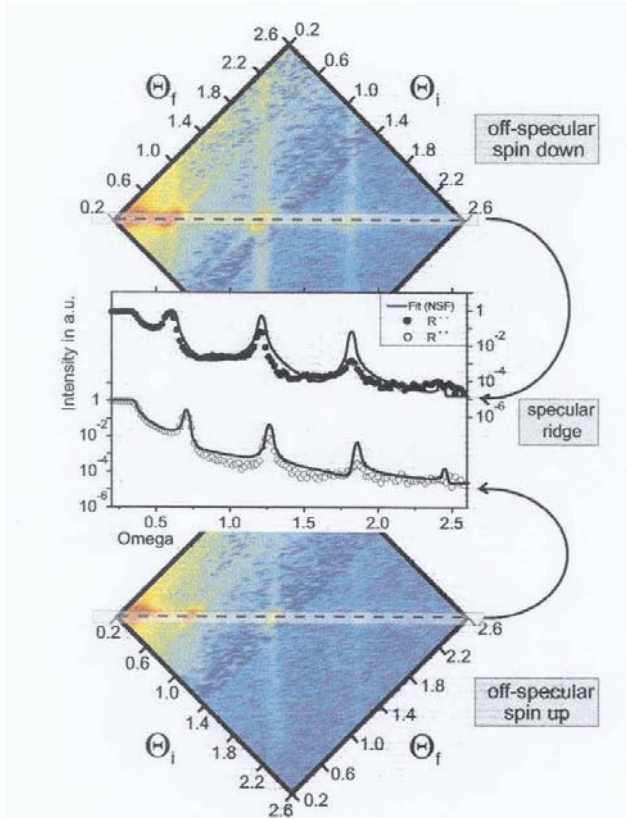 2.6 0.2
2.2 0.6
Θf 1.8 1.0 Θi
1.4 1.4
1.0 1.8
0.6 2.2
0.2 2.6
off-specular
spin down
Intensity in a.u.
Fit (NSF)
R⁻⁻
R⁺⁺
1
10⁻²
10⁻⁴
10⁻⁶
1
10⁻²
10⁻⁴
10⁻⁶
0.5 1.0 1.5 2.0 2.5
Omega
specular
ridge
0.2 2.6
0.6 2.2
1.0 1.8
1.4 1.4
Θi 1.8 1.0 Θf
2.2 0.6
2.6 0.2
off-specular
spin up